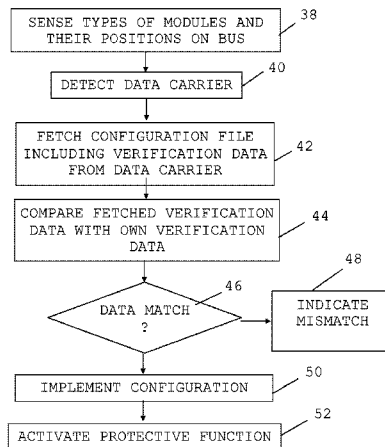 SENSE TYPES OF MODULES AND
THEIR POSITIONS ON BUS
38
40
DETECT DATA CARRIER
FETCH CONFIGURATION FILE
INCLUDING VERIFICATION DATA
FROM DATA CARRIER
42
COMPARE FETCHED VERIFICATION
DATA WITH OWN VERIFICATION
DATA
44
46
48
DATA MATCH
?
INDICATE
MISMATCH
IMPLEMENT CONFIGURATION
50
ACTIVATE PROTECTIVE FUNCTION
52